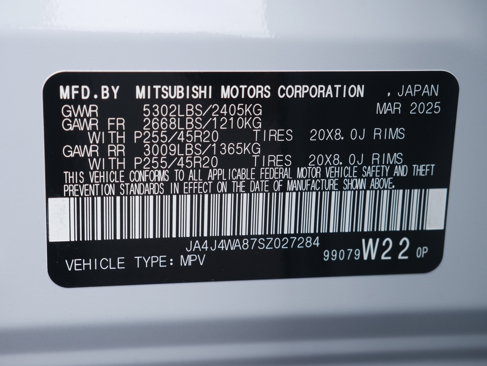 MFD.BY MITSUBISHI MOTORS CORPORATION , JAPAN
GVWR 5302LBS/2405KG MAR 2025
GAWR FR 2668LBS/1210KG
WITH P255/45R20 TIRES 20X8.0J RIMS
GAWR RR 3009LBS/1365KG
WITH P255/45R20 TIRES 20X8.0J RIMS
THIS VEHICLE CONFORMS TO ALL APPLICABLE FEDERAL MOTOR VEHICLE SAFETY AND THEFT
PREVENTION STANDARDS IN EFFECT ON THE DATE OF MANUFACTURE SHOWN ABOVE.
JA4J4WA87SZ027284
VEHICLE TYPE: MPV 99079 W22 0P